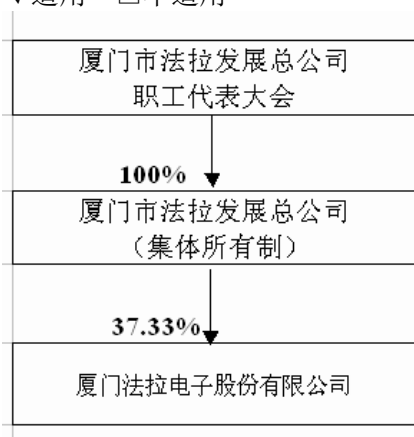 厦门市法拉发展总公司
职工代表大会
100%
厦门市法拉发展总公司
（集体所有制）
37.33%
厦门法拉电子股份有限公司